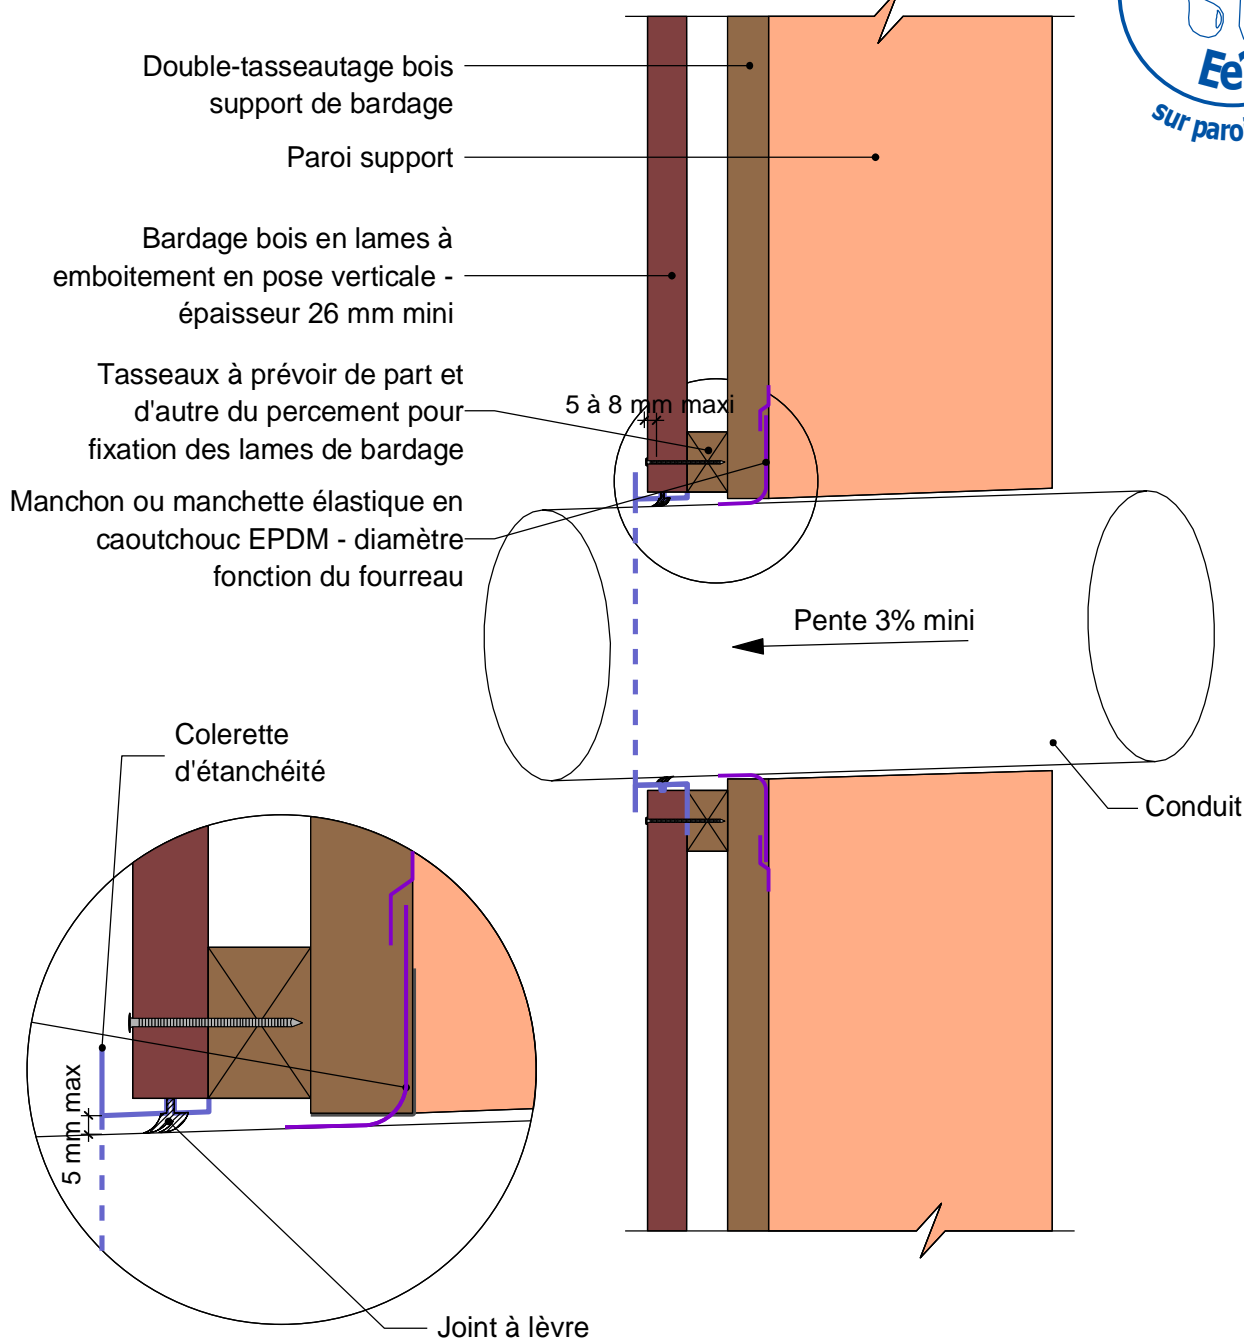 Double-tasseautage bois
support de bardage
Paroi support
Bardage bois en lames à
emboitement en pose verticale -
épaisseur 26 mm mini
Tasseaux à prévoir de part et
d'autre du percement pour
fixation des lames de bardage
5 à 8 mm maxi
Manchon ou manchette élastique en
caoutchouc EPDM - diamètre
fonction du fourreau
Pente 3% mini
Colerette
d'étanchéité
Conduit
5 mm max
Joint à lèvre
sur